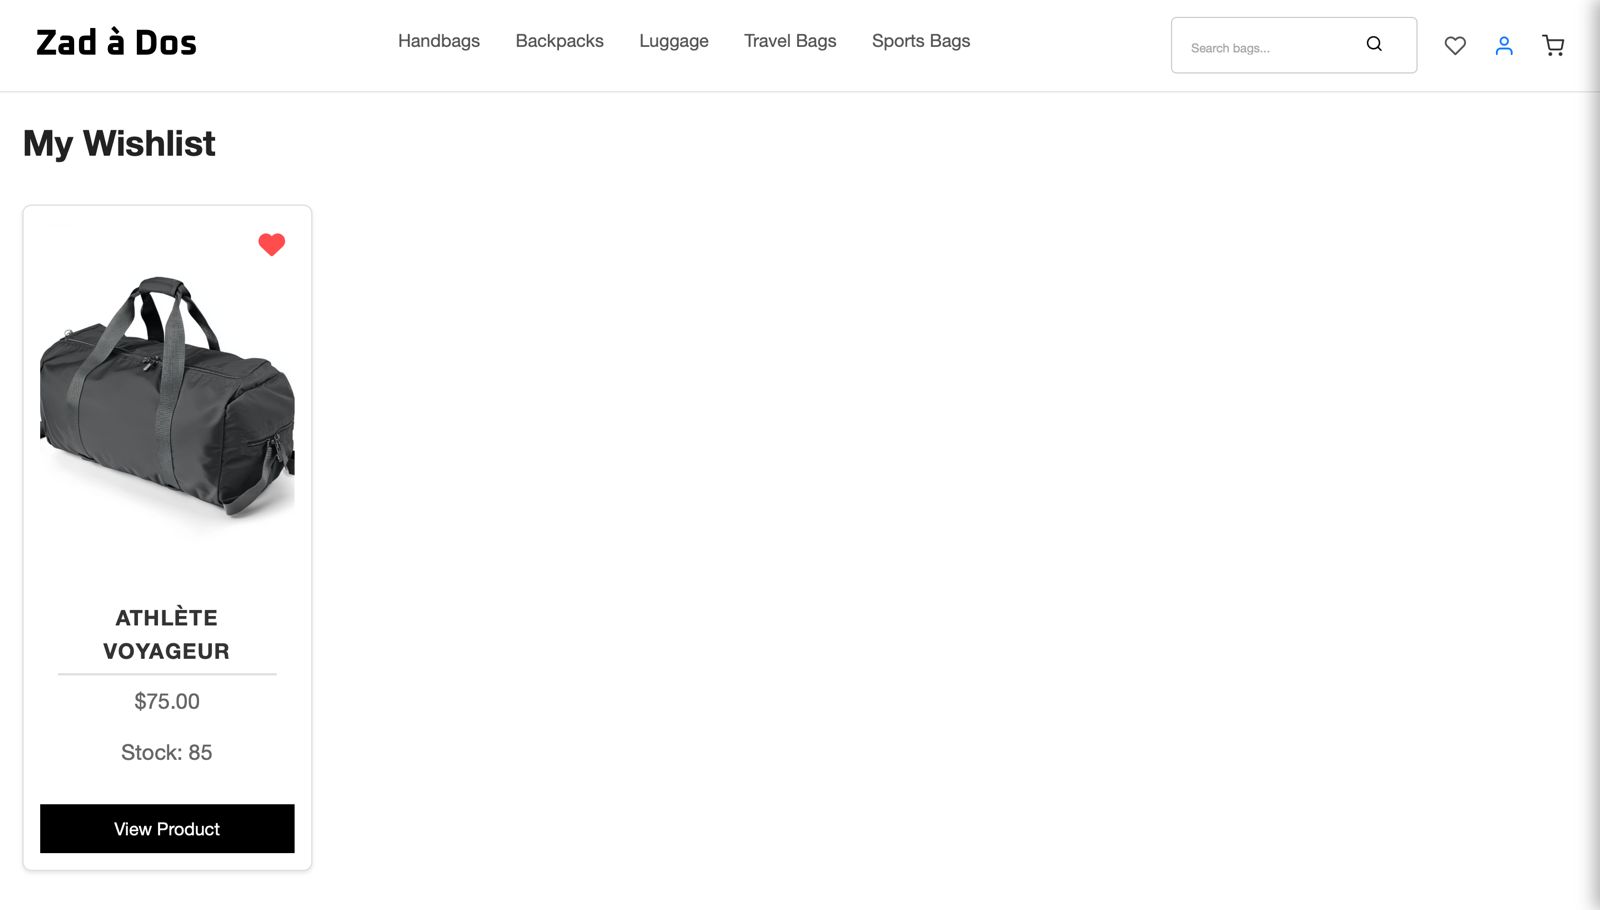 Zad à Dos
Handbags
Backpacks
Luggage
Travel Bags
Sports Bags
Search bags...
My Wishlist
ATHLÈTE
VOYAGEUR
$75.00
Stock: 85
View Product